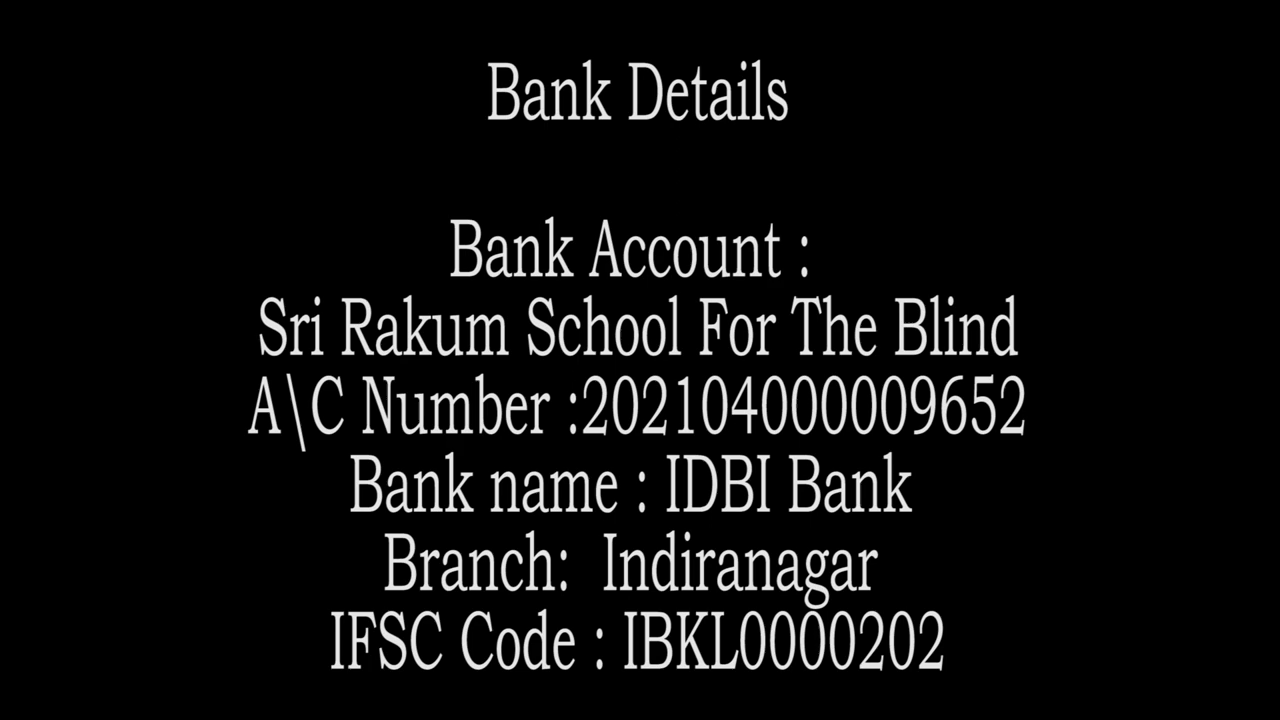 Bank Details
Bank Account :
Sri Rakum School For The Blind
A\C Number :202104000009652
Bank name : IDBI Bank
Branch: Indiranagar
IFSC Code : IBKL0000202